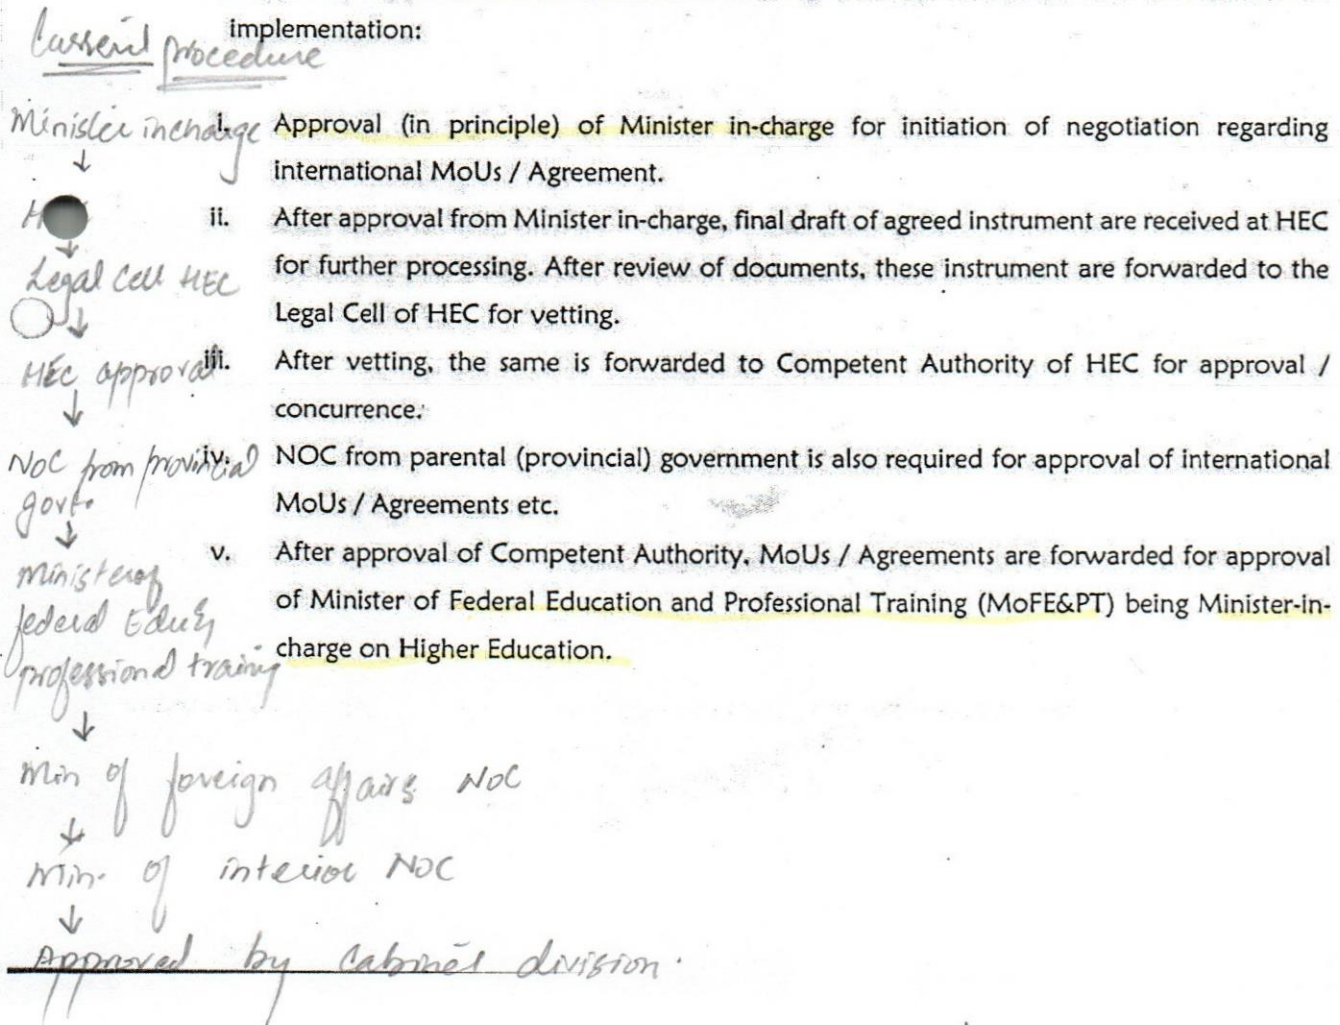 implementation:
Current procedure
Minister incharge
↓
H
↓
Legal Cell HEC
↓
HEC approval
↓
NOC from provincial
govt.
↓
Minister of
federal Edu &
professional training
↓
Min of foreign affairs NOC
↓
Min. of interior NOC
↓
Approved by Cabinet division.
i. Approval (in principle) of Minister in-charge for initiation of negotiation regarding
international MoUs / Agreement.
ii. After approval from Minister in-charge, final draft of agreed instrument are received at HEC
for further processing. After review of documents, these instrument are forwarded to the
Legal Cell of HEC for vetting.
iii. After vetting, the same is forwarded to Competent Authority of HEC for approval /
concurrence.
iv. NOC from parental (provincial) government is also required for approval of international
MoUs / Agreements etc.
v. After approval of Competent Authority, MoUs / Agreements are forwarded for approval
of Minister of Federal Education and Professional Training (MoFE&PT) being Minister-in-
charge on Higher Education.